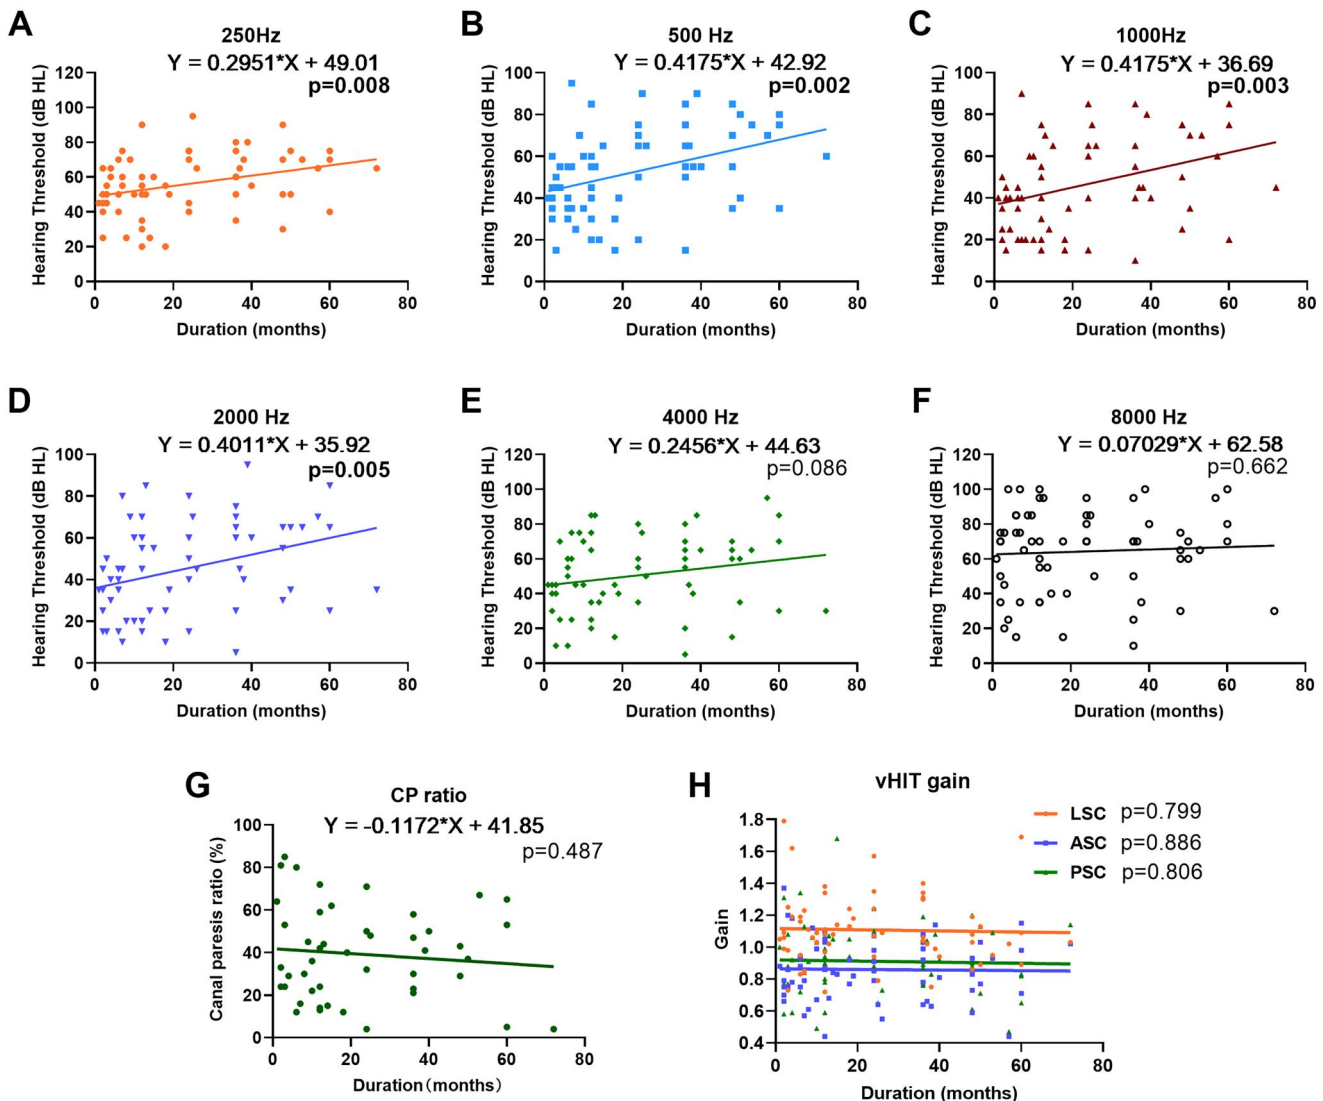 A
250Hz
Y = 0.2951*X + 49.01
p=0.008
Hearing Threshold (dB HL)
120
100
80
60
40
20
0
0 20 40 60 80
Duration (months)
B
500 Hz
Y = 0.4175*X + 42.92
p=0.002
Hearing Threshold (dB HL)
100
80
60
40
20
0
0 20 40 60 80
Duration (months)
C
1000Hz
Y = 0.4175*X + 36.69
p=0.003
Hearing Threshold (dB HL)
100
80
60
40
20
0
0 20 40 60 80
Duration (months)
D
2000 Hz
Y = 0.4011*X + 35.92
p=0.005
Hearing Threshold (dB HL)
100
80
60
40
20
0
0 20 40 60 80
Duration (months)
E
4000 Hz
Y = 0.2456*X + 44.63
p=0.086
Hearing Threshold (dB HL)
120
100
80
60
40
20
0
0 20 40 60 80
Duration (months)
F
8000 Hz
Y = 0.07029*X + 62.58
p=0.662
Hearing Threshold (dB HL)
120
100
80
60
40
20
0
0 20 40 60 80
Duration (months)
G
CP ratio
Y = -0.1172*X + 41.85
p=0.487
Canal paresis ratio (%)
100
80
60
40
20
0
0 20 40 60 80
Duration（months）
H
vHIT gain
LSC p=0.799
ASC p=0.886
PSC p=0.806
Gain
1.8
1.6
1.4
1.2
1.0
0.8
0.6
0.4
0 20 40 60 80
Duration (months)